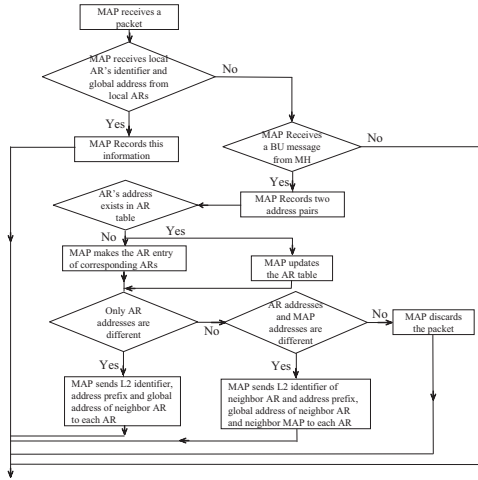 MAP receives a
packet
MAP receives local
AR's identifier and
global address from
local ARs
No
Yes
MAP Records this
information
MAP Receives
a BU message
from MH
No
Yes
MAP Records two
address pairs
AR's address
exists in AR
table
No
Yes
MAP makes the AR entry
of corresponding ARs
MAP updates
the AR table
Only AR
addresses are
different
No
AR addresses
and MAP
addresses are
different
No
MAP discards
the packet
Yes
Yes
MAP sends L2 identifier,
address prefix and global
address of neighbor AR
to each AR
MAP sends L2 identifier of
neighbor AR and address prefix,
global address of neighbor AR
and neighbor MAP to each AR